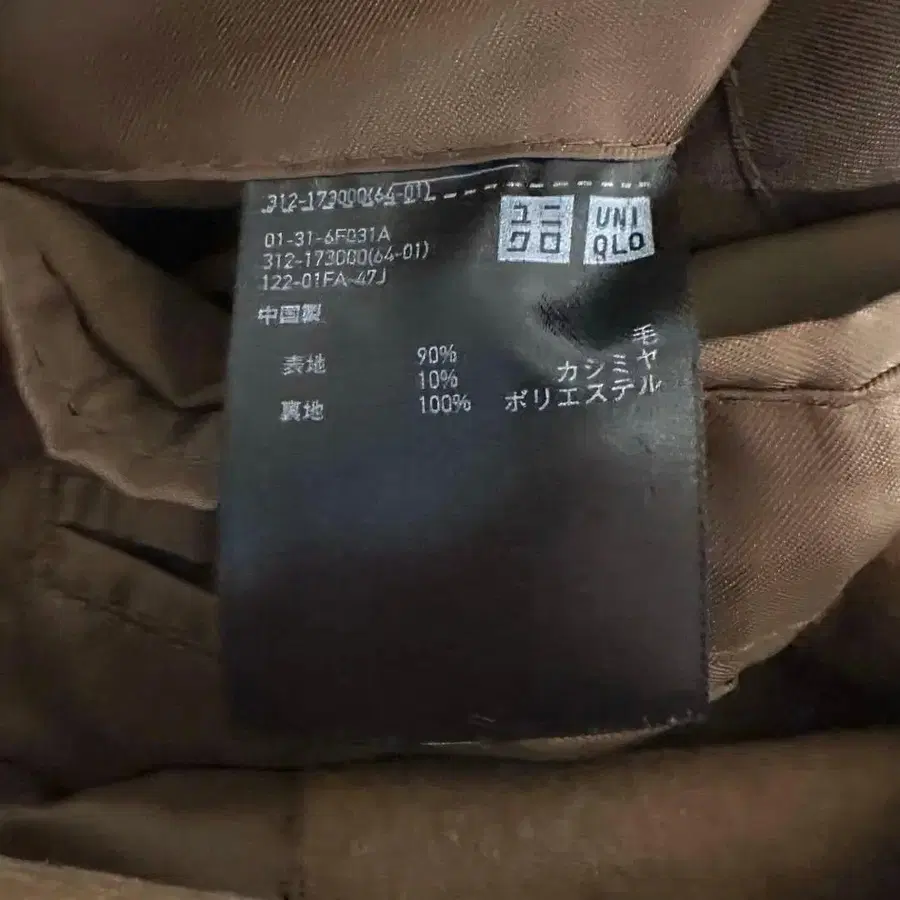 312-173000(64-01)
ユニ
クロ
UNI
QLO
01-31-6F031A
312-173000(64-01)
122-01FA-47J
中国製
表地 90% 毛
10% カシミヤ
裏地 100% ポリエステル